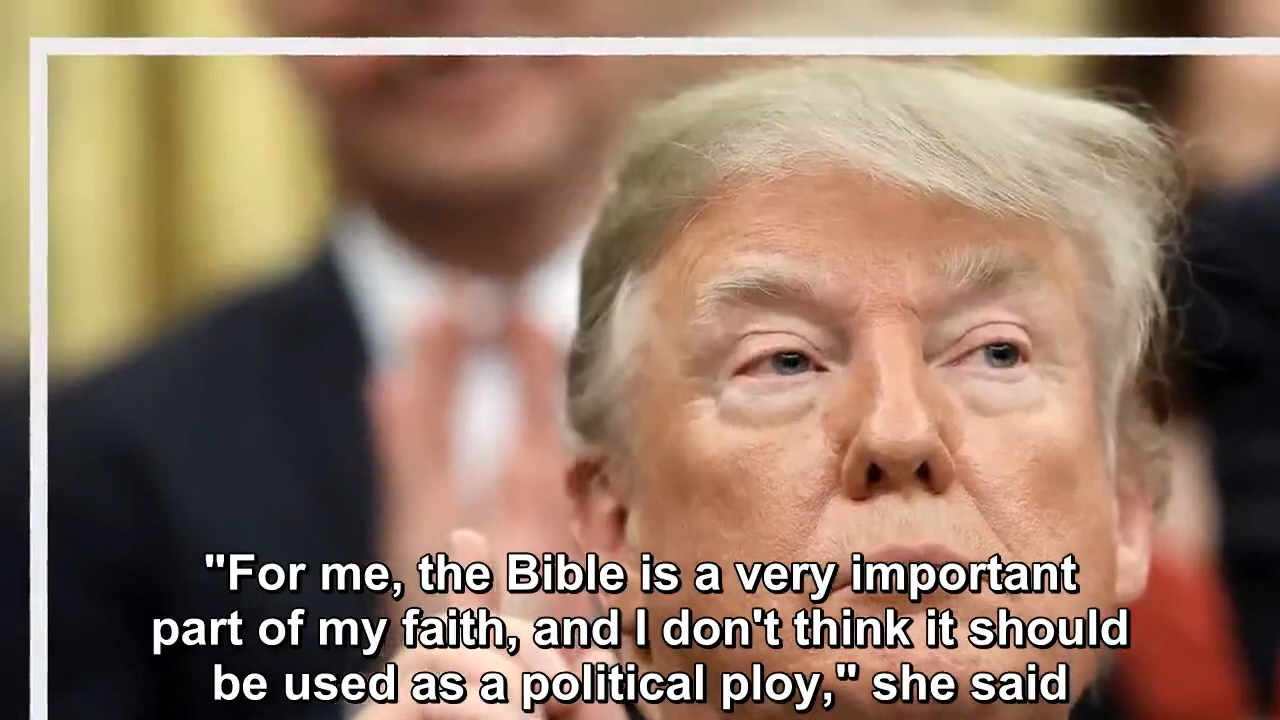 "For me, the Bible is a very important
part of my faith, and I don't think it should
be used as a political ploy," she said